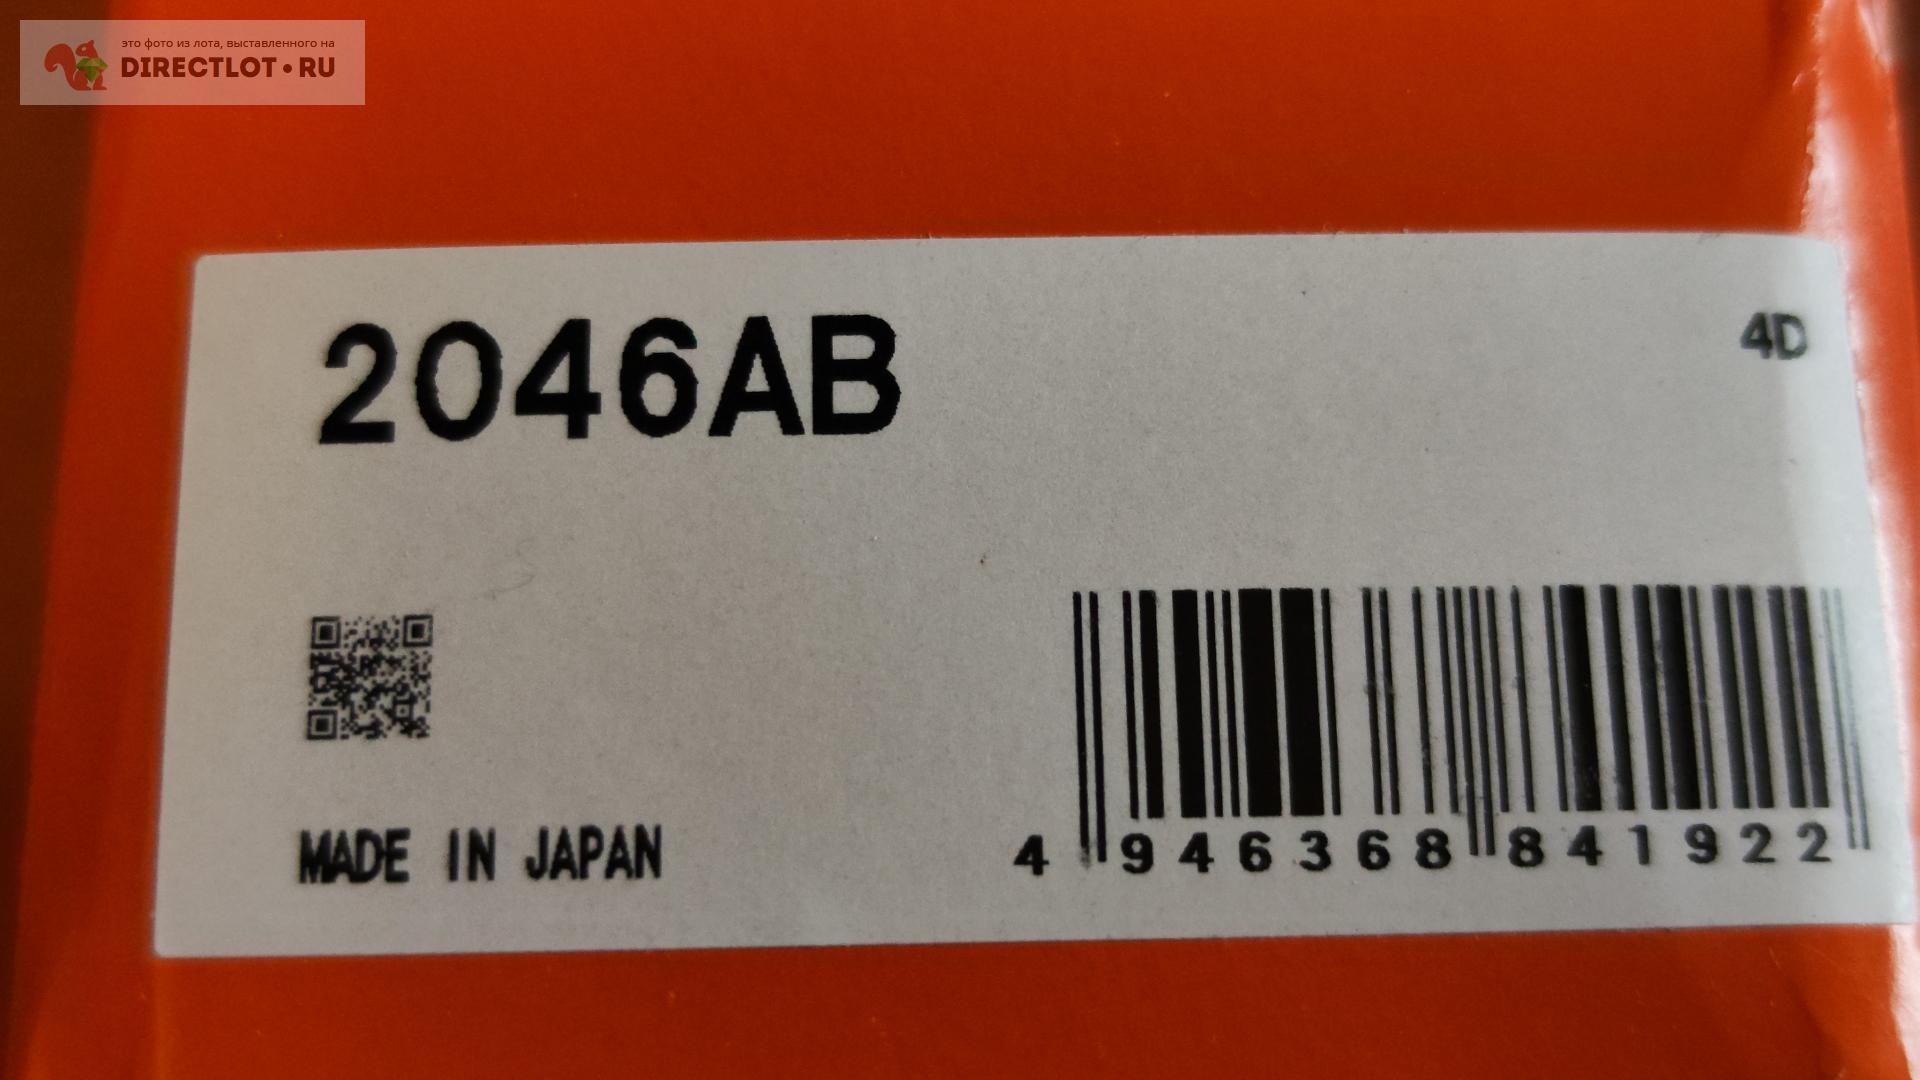 это фото из лота, выставленного на
DIRECTLOT•RU
2046AB
4D
MADE IN JAPAN
4 946368 841922